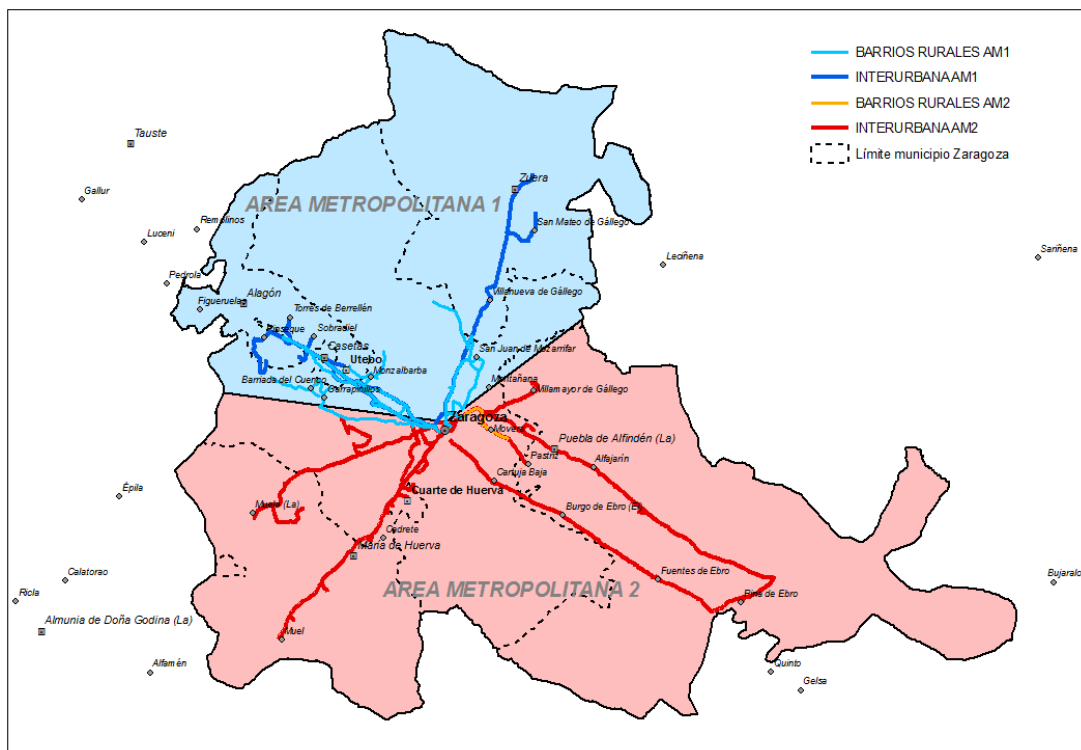 BARRIOS RURALES AM1
INTERURBANA AM1
BARRIOS RURALES AM2
INTERURBANA AM2
Límite municipio Zaragoza
Tauste
Gallur
Zuera
AREA METROPOLITANA 1
Remolinos
San Mateo de Gállego
Luceni
Leciñena
Sariñena
Pedrola
Alagón
Villanueva de Gállego
Figueruelas
Torres de Berrellén
Sobradiel
Casetas
San Juan de Mozarrifar
Utebo
Monzalbarba
Barriada del Cuervo
Garrapinillos
Montañana
Villamayor de Gállego
Zaragoza
Movera
Puebla de Alfindén (La)
Pastriz
Alfajarín
Cartuja Baja
Épila
Cuarte de Huerva
Muela (La)
Burgo de Ebro (El)
Cadrete
María de Huerva
Fuentes de Ebro
Calatorao
Bujaralo
AREA METROPOLITANA 2
Ricla
Pina de Ebro
Almunia de Doña Godina (La)
Muel
Alfamén
Quinto
Gelsa